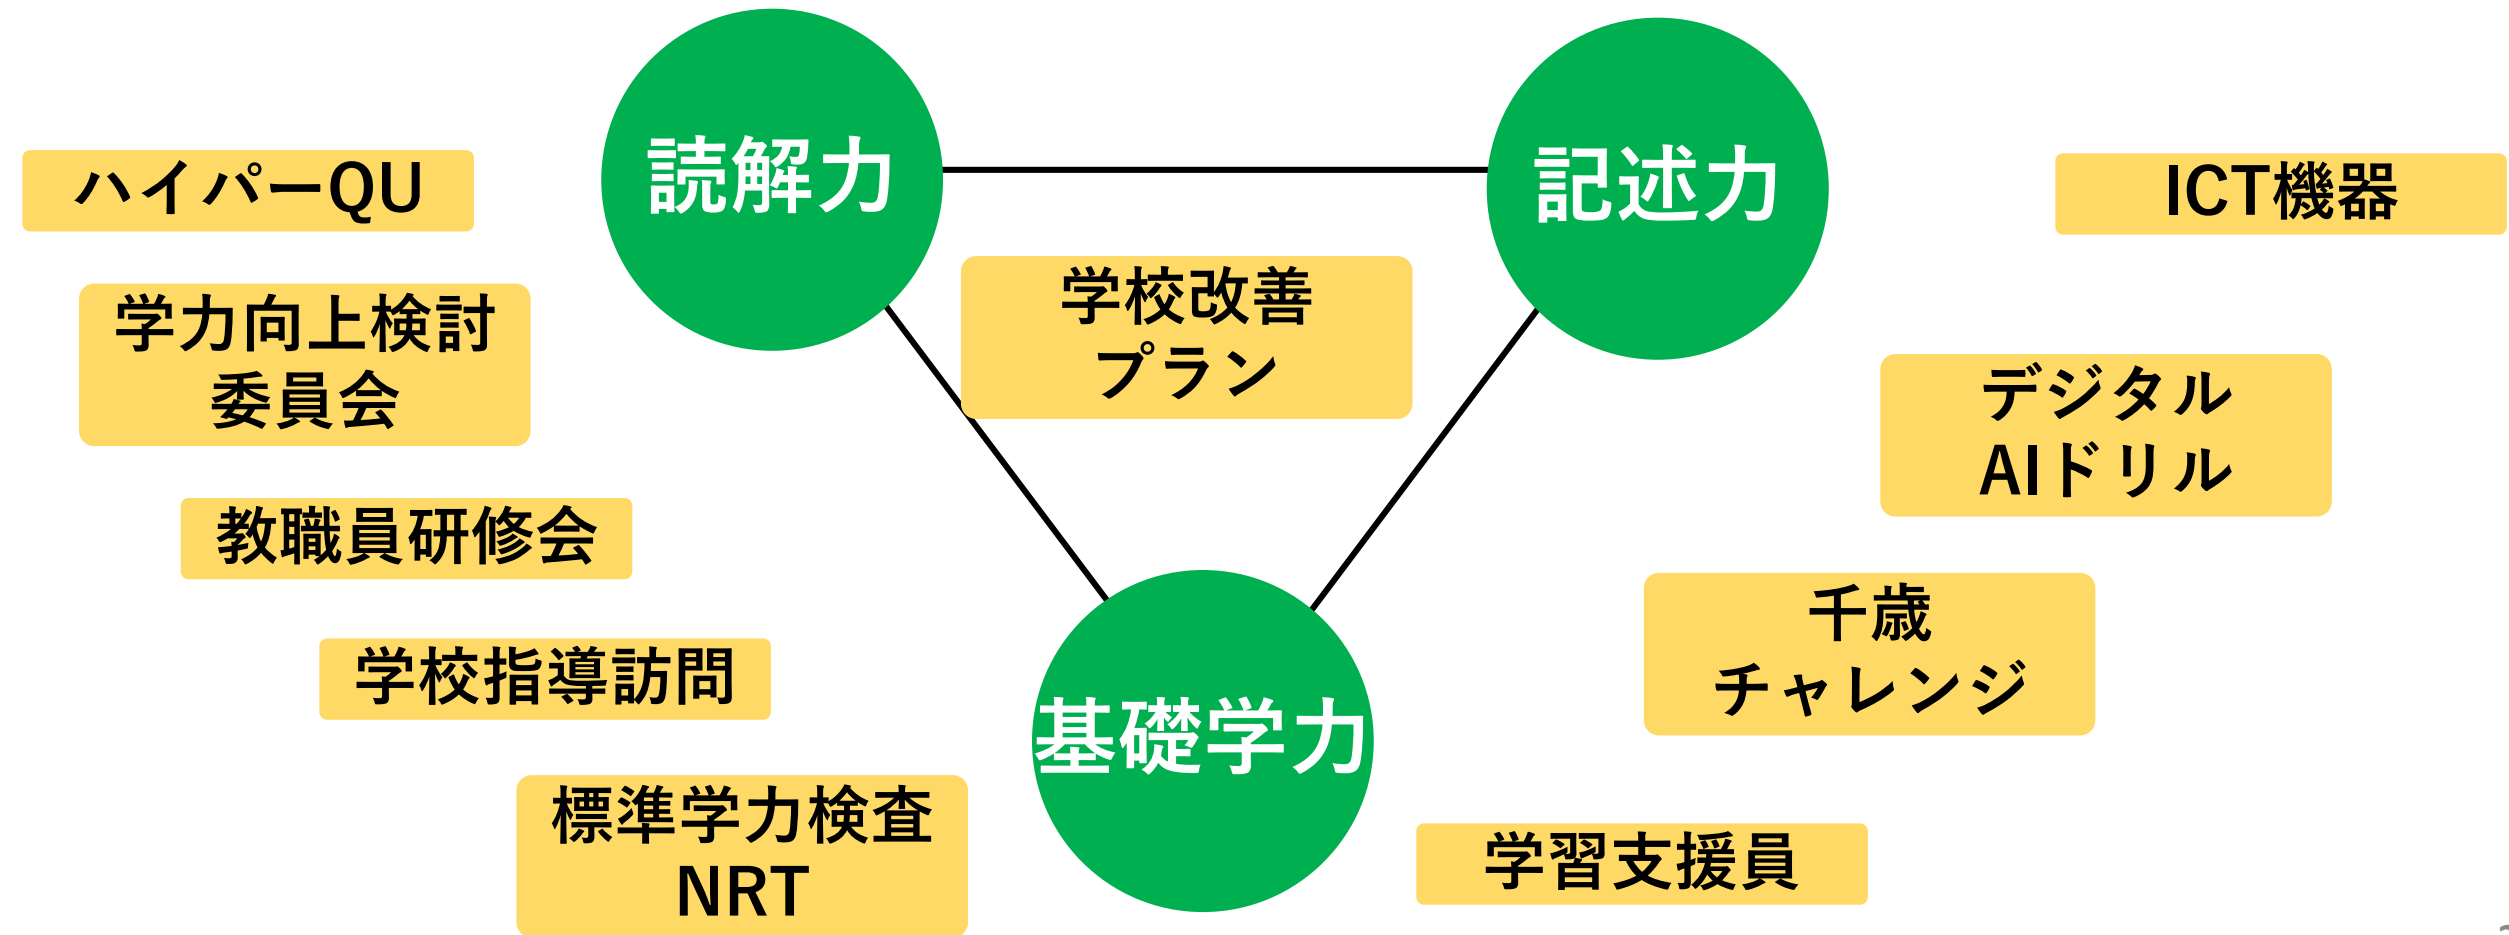 読解力
記述力
ハイパーQU
ICT機器
学校改善
プラン
学力向上検討
委員会
デジタル
AIドリル
教職員研修会
千歳
チャレンジ
学校指導訪問
基礎学力
標準学力検査
NRT
学習支援員